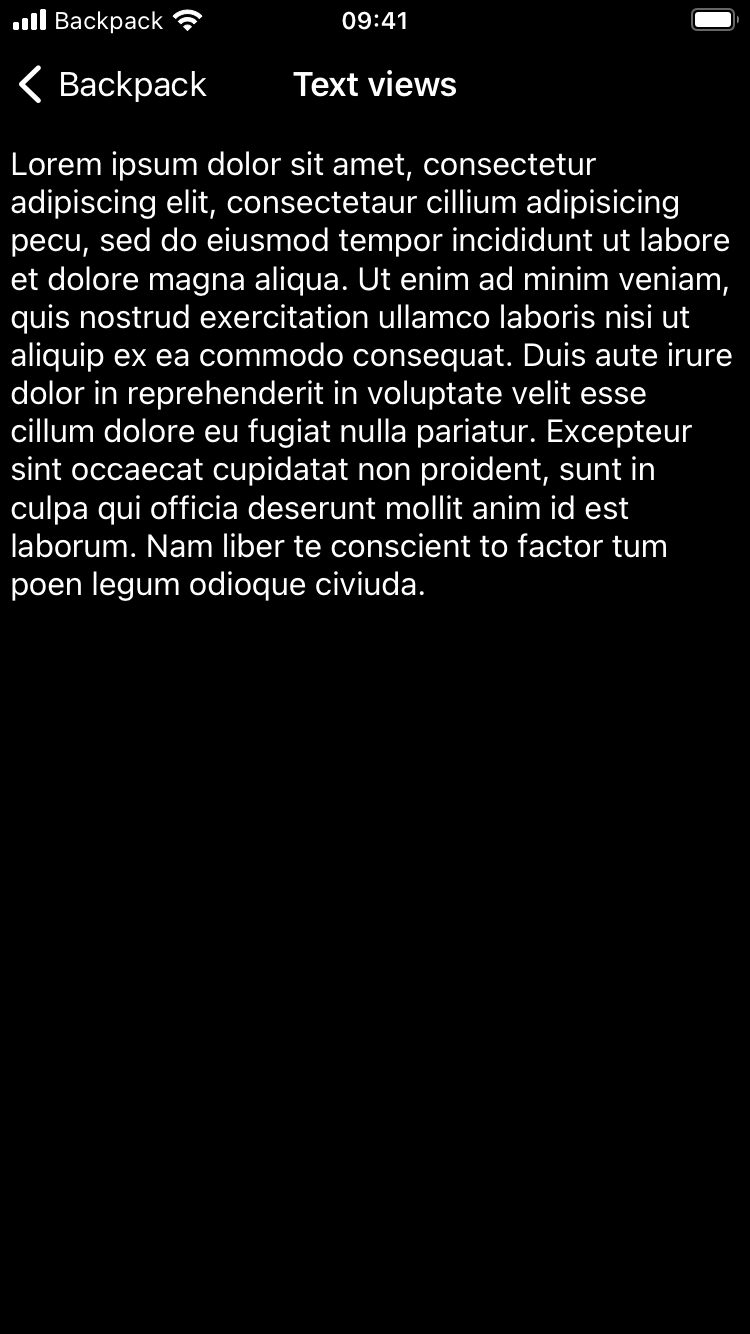 Backpack 09:41
Backpack Text views
Lorem ipsum dolor sit amet, consectetur
adipiscing elit, consectetaur cillium adipisicing
pecu, sed do eiusmod tempor incididunt ut labore
et dolore magna aliqua. Ut enim ad minim veniam,
quis nostrud exercitation ullamco laboris nisi ut
aliquip ex ea commodo consequat. Duis aute irure
dolor in reprehenderit in voluptate velit esse
cillum dolore eu fugiat nulla pariatur. Excepteur
sint occaecat cupidatat non proident, sunt in
culpa qui officia deserunt mollit anim id est
laborum. Nam liber te conscient to factor tum
poen legum odioque civiuda.